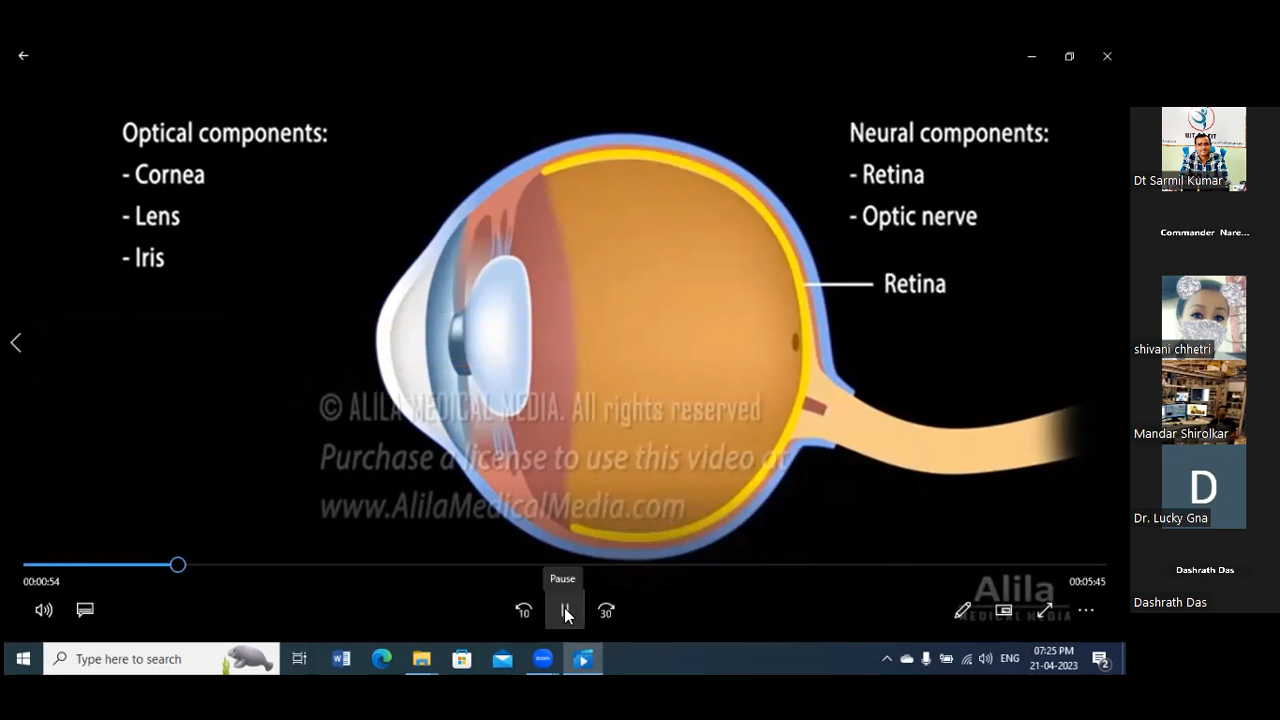 Optical components:
- Cornea
- Lens
- Iris
Neural components:
- Retina
- Optic nerve
Retina
© ALILA MEDICAL MEDIA. All rights reserved
Purchase a license to use this video at
www.AlilaMedicalMedia.com
00:00:54
Pause
00:05:45
10
30
Alila
MEDICAL MEDIA
Type here to search
W
zoom
ENG
07:25 PM
21-04-2023
2
Dt Sarmil Kumar
Commander Nare...
shivani chhetri
Mandar Shirolkar
D
Dr. Lucky Gna
Dashrath Das
Dashrath Das